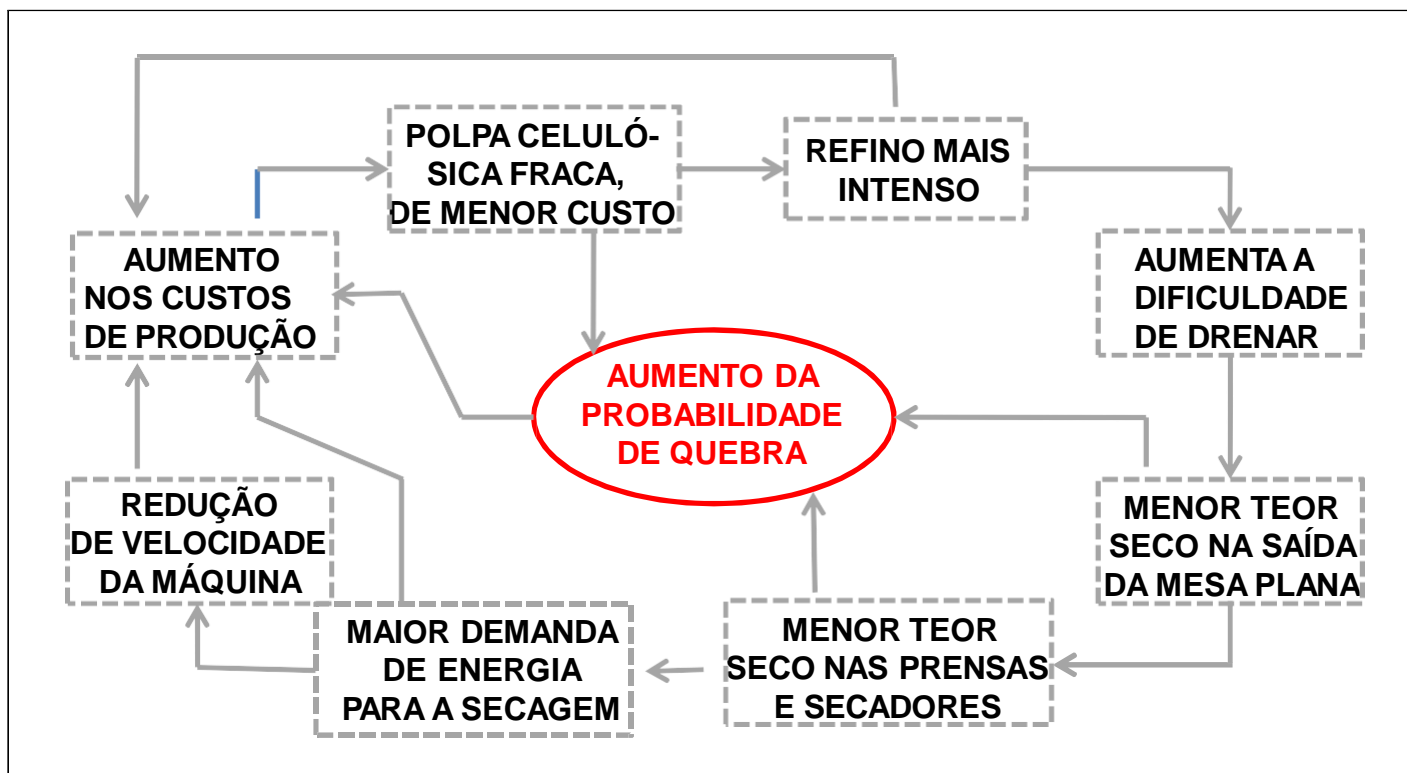 POLPA CELULÓ-
SICA FRACA,
DE MENOR CUSTO
REFINO MAIS
INTENSO
AUMENTO
NOS CUSTOS
DE PRODUÇÃO
AUMENTA A
DIFICULDADE
DE DRENAR
AUMENTO DA
PROBABILIDADE
DE QUEBRA
REDUÇÃO
DE VELOCIDADE
DA MÁQUINA
MENOR TEOR
SECO NA SAÍDA
DA MESA PLANA
MAIOR DEMANDA
DE ENERGIA
PARA A SECAGEM
MENOR TEOR
SECO NAS PRENSAS
E SECADORES